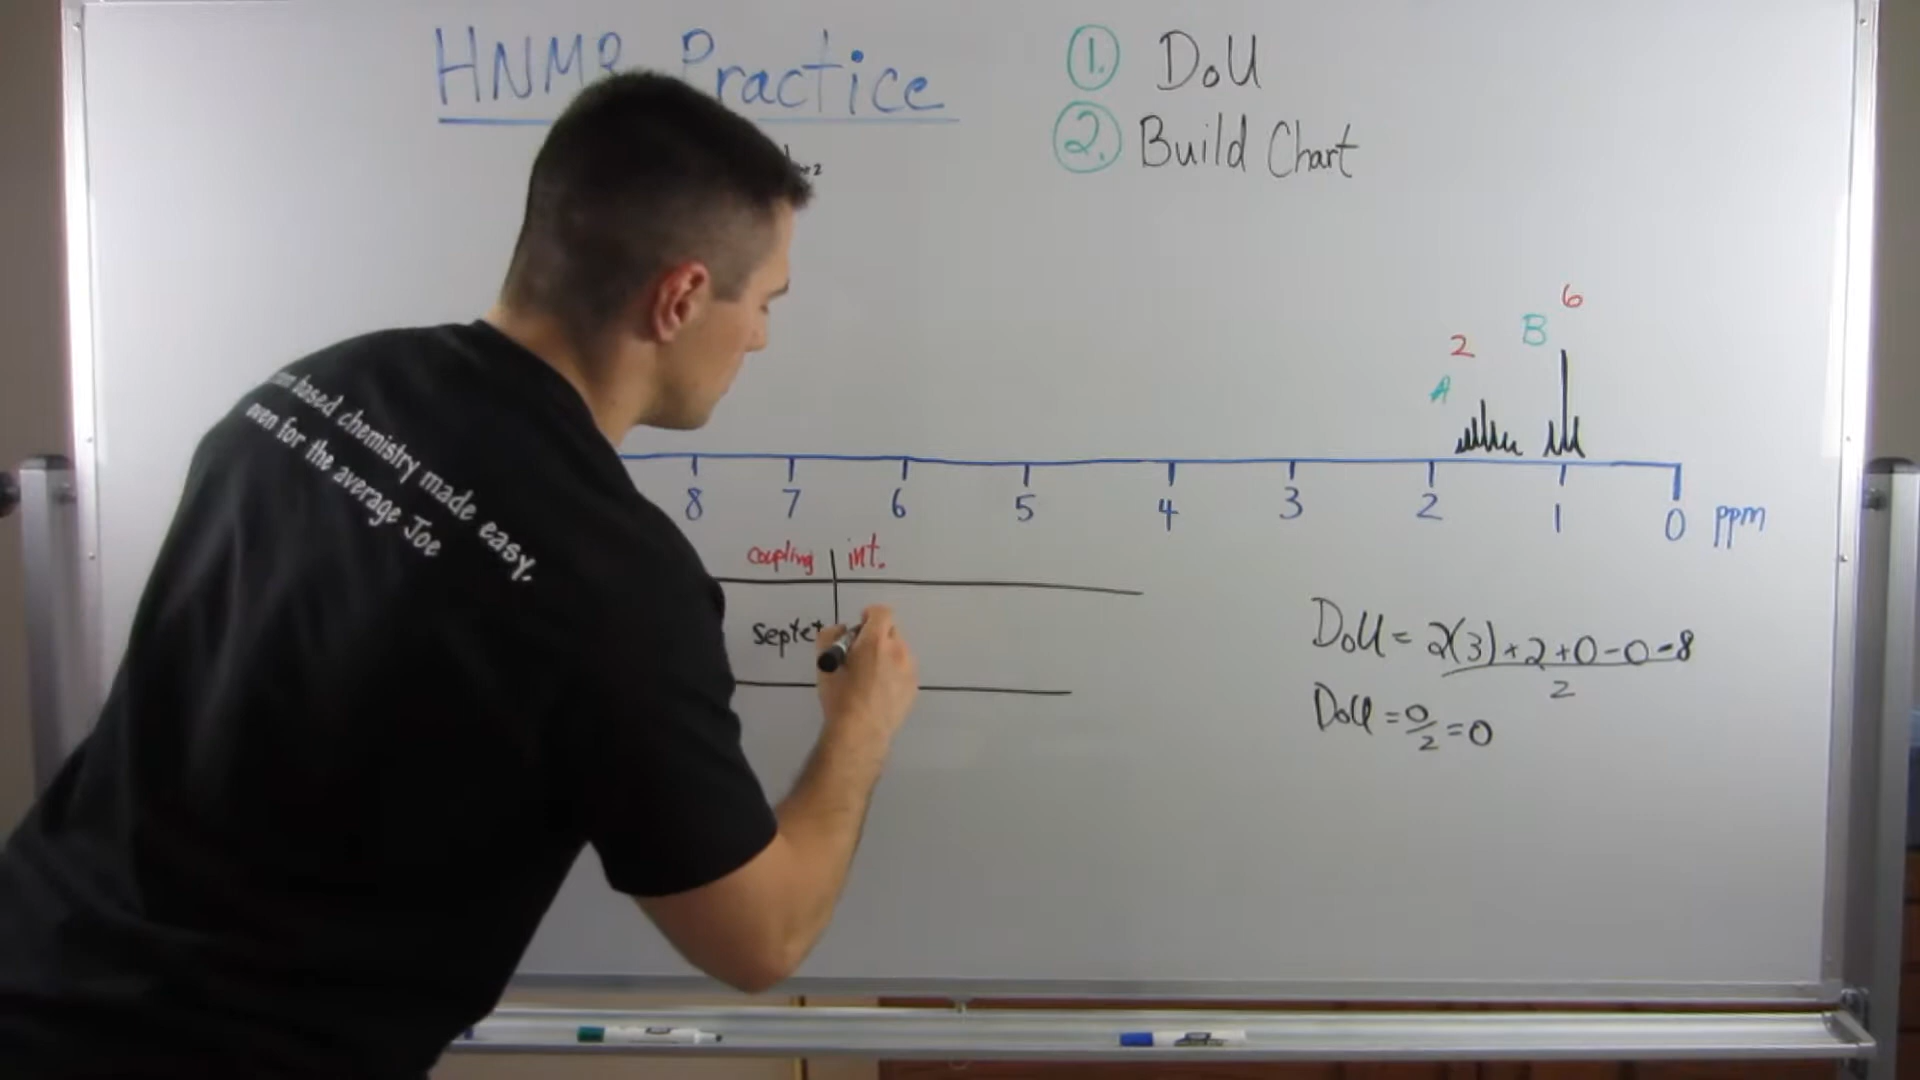 HNMR Practice
1. DoU
2. Build Chart
6
B
2
A
8 7 6 5 4 3 2 1 0 ppm
coupling int.
Septet
DoU = 2(3)+2+0-0-8
2
DoU = 0/2 = 0
based chemistry made easy.
even for the average Joe